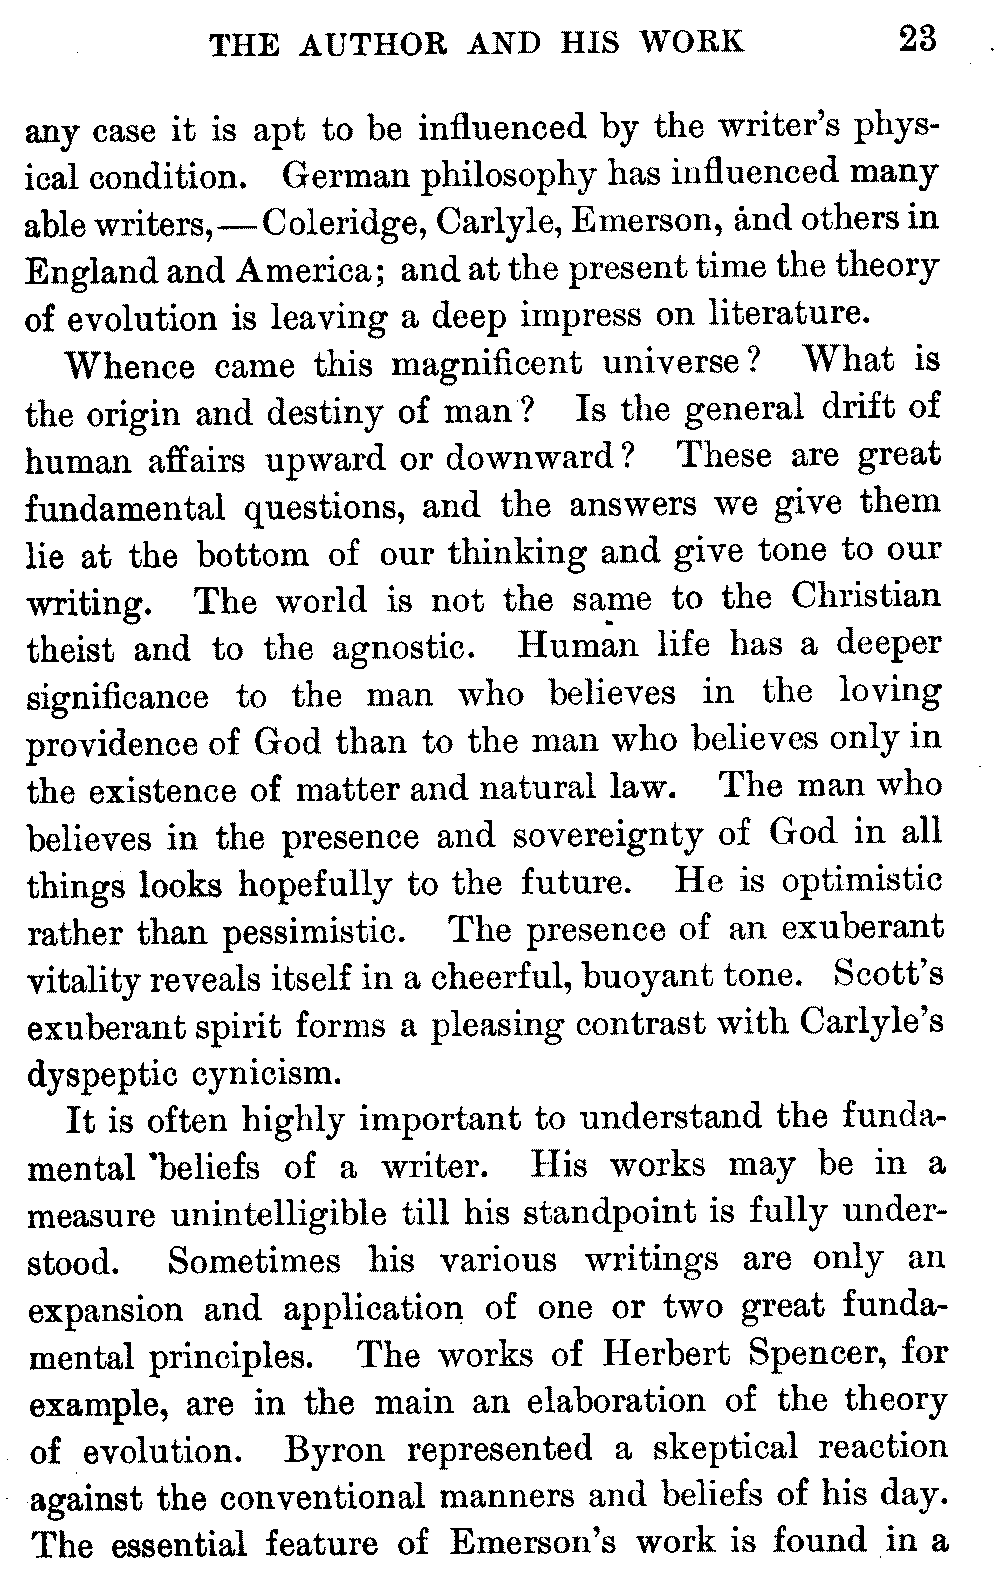 THE AUTHOR AND HIS WORK 23
any case it is apt to be influenced by the writer's phys-
ical condition. German philosophy has influenced many
able writers,—Coleridge, Carlyle, Emerson, and others in
England and America; and at the present time the theory
of evolution is leaving a deep impress on literature.
Whence came this magnificent universe? What is
the origin and destiny of man? Is the general drift of
human affairs upward or downward? These are great
fundamental questions, and the answers we give them
lie at the bottom of our thinking and give tone to our
writing. The world is not the same to the Christian
theist and to the agnostic. Human life has a deeper
significance to the man who believes in the loving
providence of God than to the man who believes only in
the existence of matter and natural law. The man who
believes in the presence and sovereignty of God in all
things looks hopefully to the future. He is optimistic
rather than pessimistic. The presence of an exuberant
vitality reveals itself in a cheerful, buoyant tone. Scott's
exuberant spirit forms a pleasing contrast with Carlyle's
dyspeptic cynicism.
It is often highly important to understand the funda-
mental beliefs of a writer. His works may be in a
measure unintelligible till his standpoint is fully under-
stood. Sometimes his various writings are only an
expansion and application of one or two great funda-
mental principles. The works of Herbert Spencer, for
example, are in the main an elaboration of the theory
of evolution. Byron represented a skeptical reaction
against the conventional manners and beliefs of his day.
The essential feature of Emerson's work is found in a